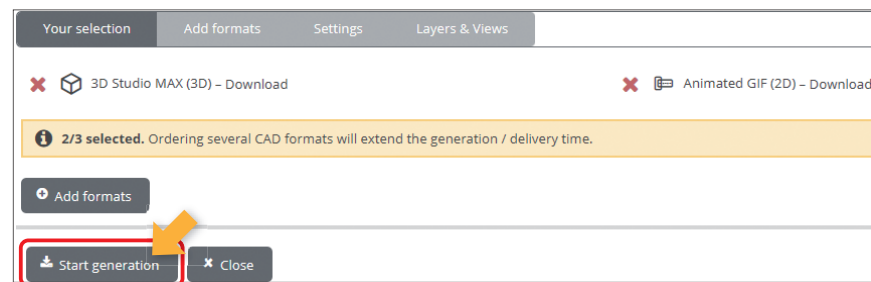 Your selection Add formats Settings Layers & Views
3D Studio MAX (3D) – Download Animated GIF (2D) – Download
2/3 selected. Ordering several CAD formats will extend the generation / delivery time.
Add formats
Start generation Close